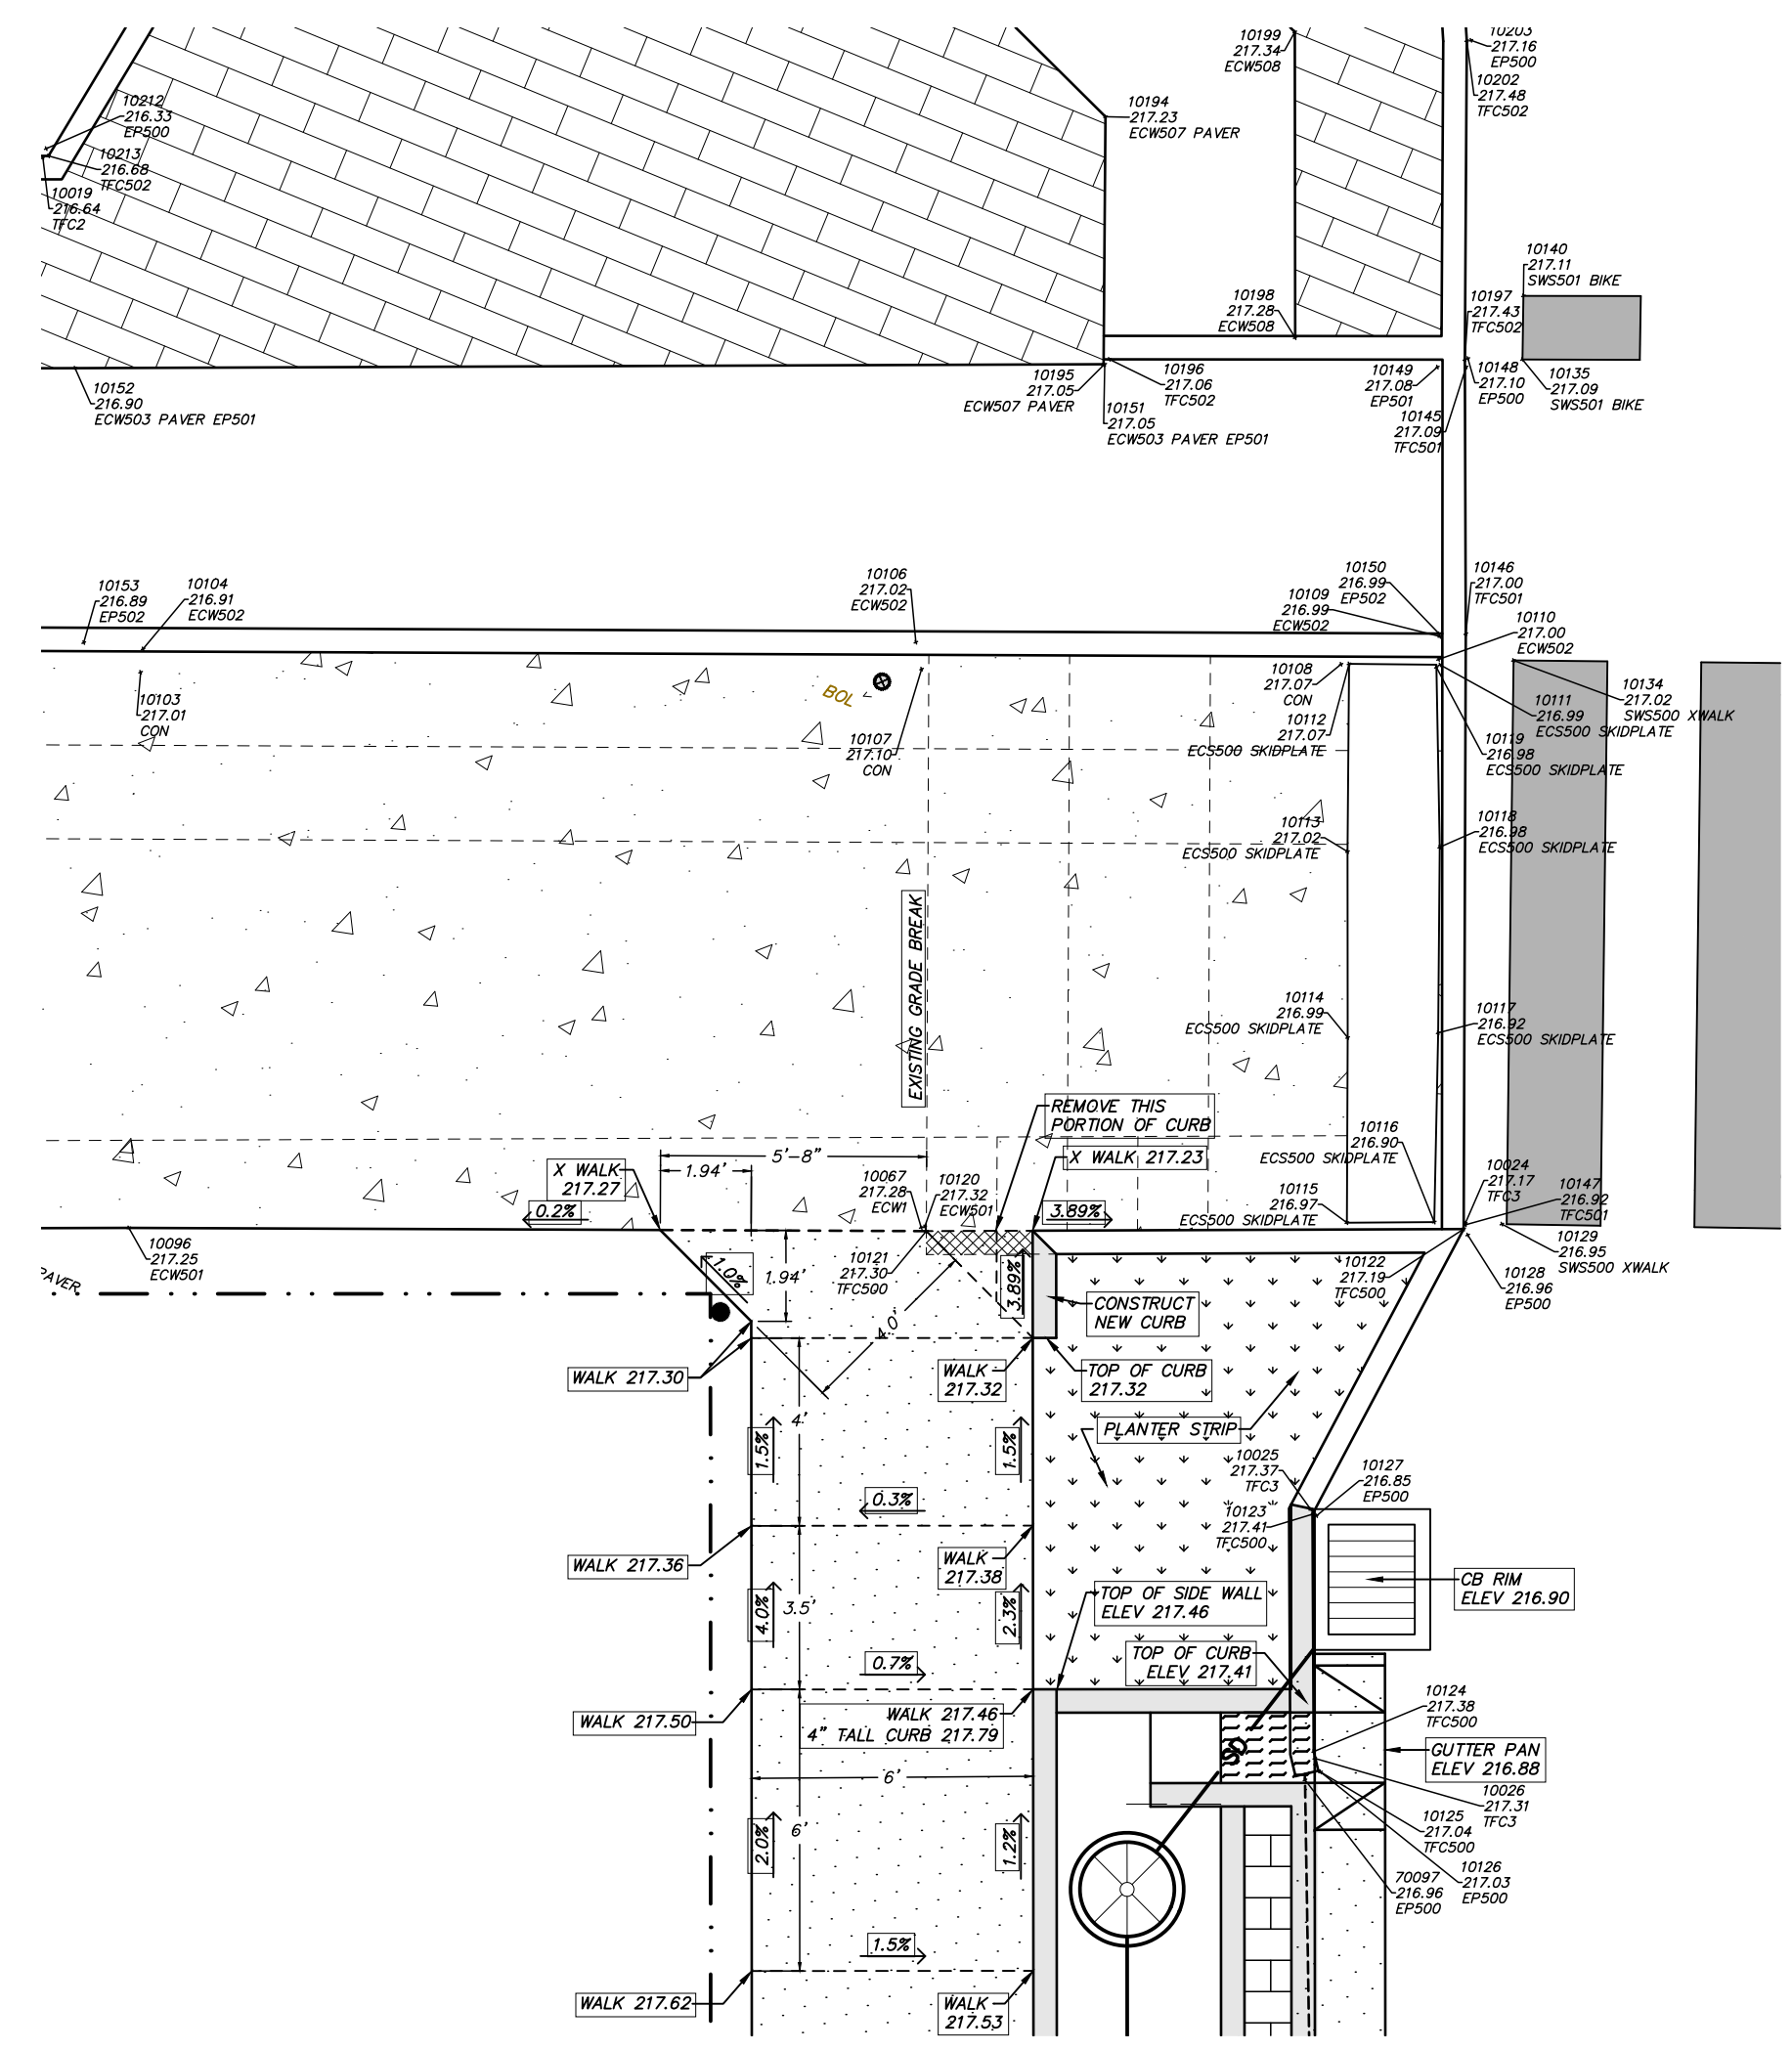 10199
217.34
ECW508
10203
217.16
EP500
10202
217.48
TFC502
10212
216.33
EP500
10213
216.68
TFC502
10019
216.64
TFC2
10194
217.23
ECW507 PAVER
10140
217.11
SWS501 BIKE
10198
217.28
ECW508
10197
217.43
TFC502
10152
216.90
ECW503 PAVER EP501
10195
217.05
ECW507 PAVER
10196
217.06
TFC502
10151
217.05
ECW503 PAVER EP501
10149
217.08
EP501
10148
217.10
EP500
10135
217.09
SWS501 BIKE
10145
217.09
TFC501
10153
216.89
EP502
10104
216.91
ECW502
10106
217.02
ECW502
10150
216.99
EP502
10109
216.99
ECW502
10146
217.00
TFC501
10110
217.00
ECW502
10103
217.01
CON
BOL
10107
217.10
CON
10108
217.07
CON
10112
217.07
ECS500 SKIDPLATE
10134
217.02
SWS500 XWALK
10111
216.99
ECS500 SKIDPLATE
10119
216.98
ECS500 SKIDPLATE
10113
217.02
ECS500 SKIDPLATE
10118
216.98
ECS500 SKIDPLATE
EXISTING GRADE BREAK
10114
216.99
ECS500 SKIDPLATE
10117
216.92
ECS500 SKIDPLATE
REMOVE THIS
PORTION OF CURB
10116
216.90
ECS500 SKIDPLATE
5'-8"
1.94'
X WALK
217.27
X WALK 217.23
0.2%
10067
217.28
ECW1
10120
217.32
ECW501
3.89%
10115
216.97
ECS500 SKIDPLATE
10024
217.17
TFC3
10147
216.92
TFC501
10096
217.25
ECW501
PAVER
1.0%
1.94'
10121
217.30
TFC500
4.0'
3.89%
10122
217.19
TFC500
10129
216.95
SWS500 XWALK
10128
216.96
EP500
CONSTRUCT
NEW CURB
WALK 217.30
WALK
217.32
TOP OF CURB
217.32
4'
1.5%
1.5%
PLANTER STRIP
10025
217.37
TFC3
10127
216.85
EP500
0.3%
10123
217.41
TFC500
WALK 217.36
WALK
217.38
CB RIM
ELEV 216.90
4.0%
3.5'
2.3%
TOP OF SIDE WALL
ELEV 217.46
0.7%
TOP OF CURB
ELEV 217.41
WALK 217.50
WALK 217.46
4" TALL CURB 217.79
10124
217.38
TFC500
SD
GUTTER PAN
ELEV 216.88
6'
10026
217.31
TFC3
10125
217.04
TFC500
2.0%
6'
1.2%
70097
216.96
EP500
10126
217.03
EP500
1.5%
WALK 217.62
WALK
217.53